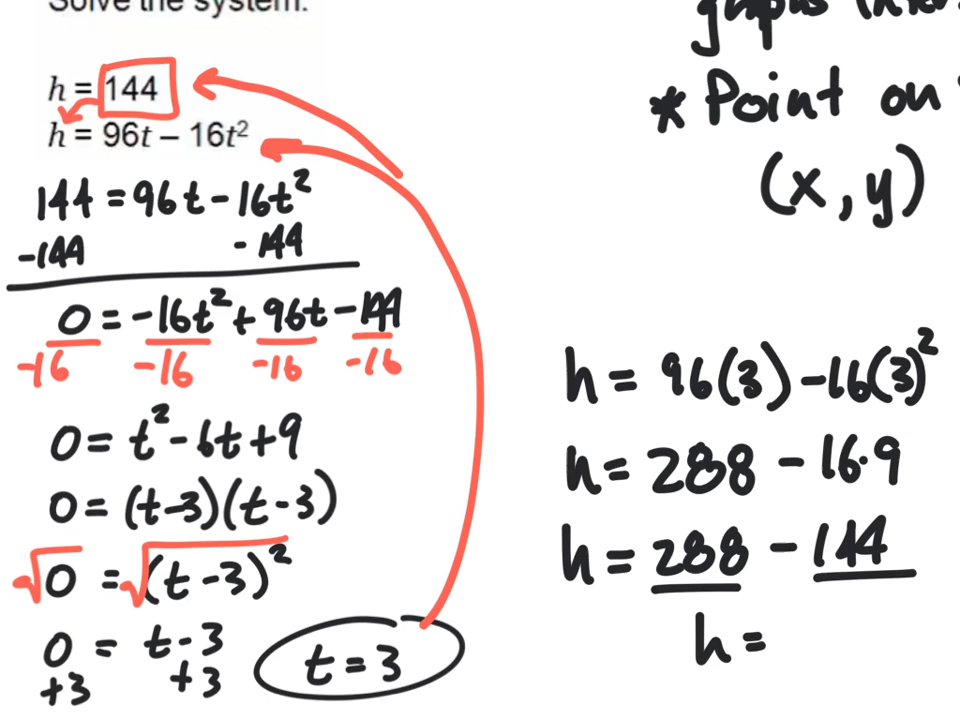 Solve the system.
h = 144
h = 96t – 16t²
144 = 96t - 16t²
-144 - 144
0 = -16t² + 96t - 144
-16 -16 -16 -16
0 = t² - 6t + 9
0 = (t-3)(t-3)
√0 = √(t-3)²
0 = t - 3
+3 +3
t = 3
graphs
* Point on
(x, y)
h = 96(3) - 16(3)²
h = 288 - 16·9
h = 288 - 144
h =